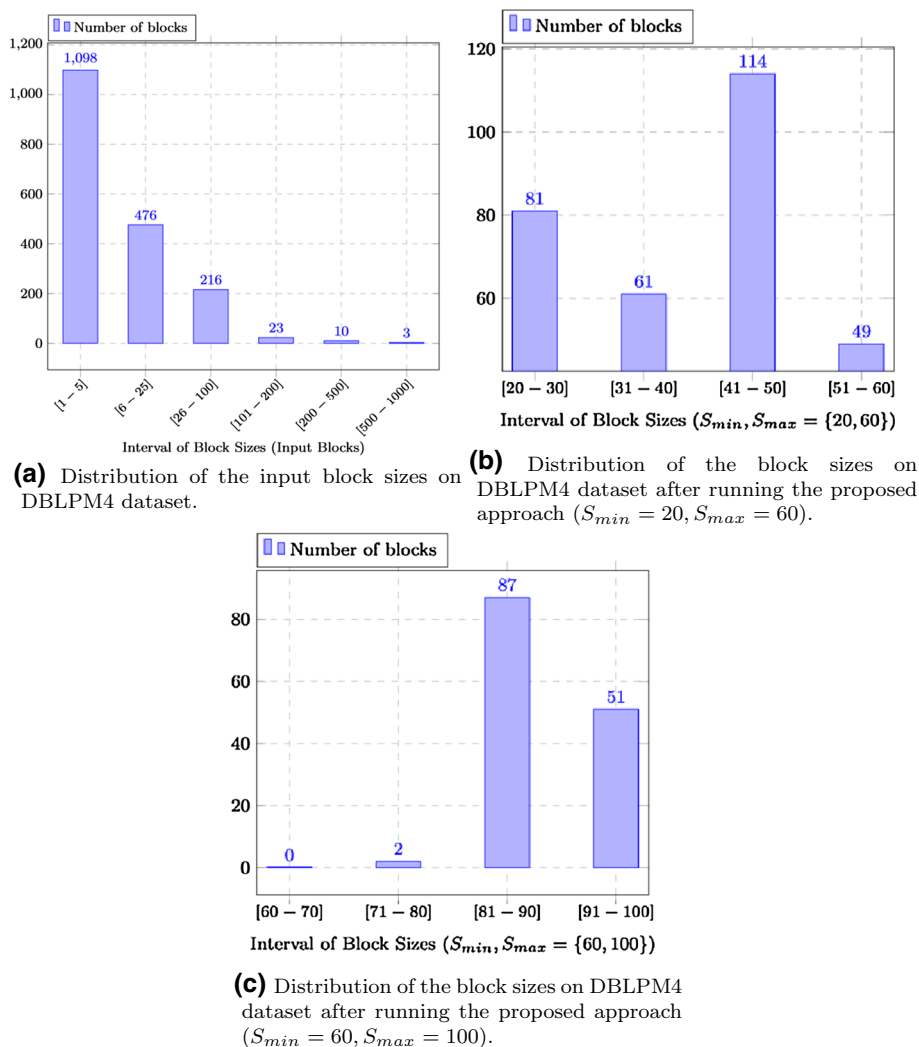 Number of blocks
1,200
1,000
800
600
400
200
0
1,098
476
216
23
10
3
[1 − 5]
[6 − 25]
[26 − 100]
[101 − 200]
[200 − 500]
[500 − 1000]
Interval of Block Sizes (Input Blocks)
(a) Distribution of the input block sizes on
DBLPM4 dataset.
Number of blocks
120
100
80
60
81
61
114
49
[20 − 30]
[31 − 40]
[41 − 50]
[51 − 60]
Interval of Block Sizes (Smin, Smax = {20, 60})
(b) Distribution of the block sizes on
DBLPM4 dataset after running the proposed
approach (Smin = 20, Smax = 60).
Number of blocks
80
60
40
20
0
0
2
87
51
[60 − 70]
[71 − 80]
[81 − 90]
[91 − 100]
Interval of Block Sizes (Smin, Smax = {60, 100})
(c) Distribution of the block sizes on DBLPM4
dataset after running the proposed approach
(Smin = 60, Smax = 100).